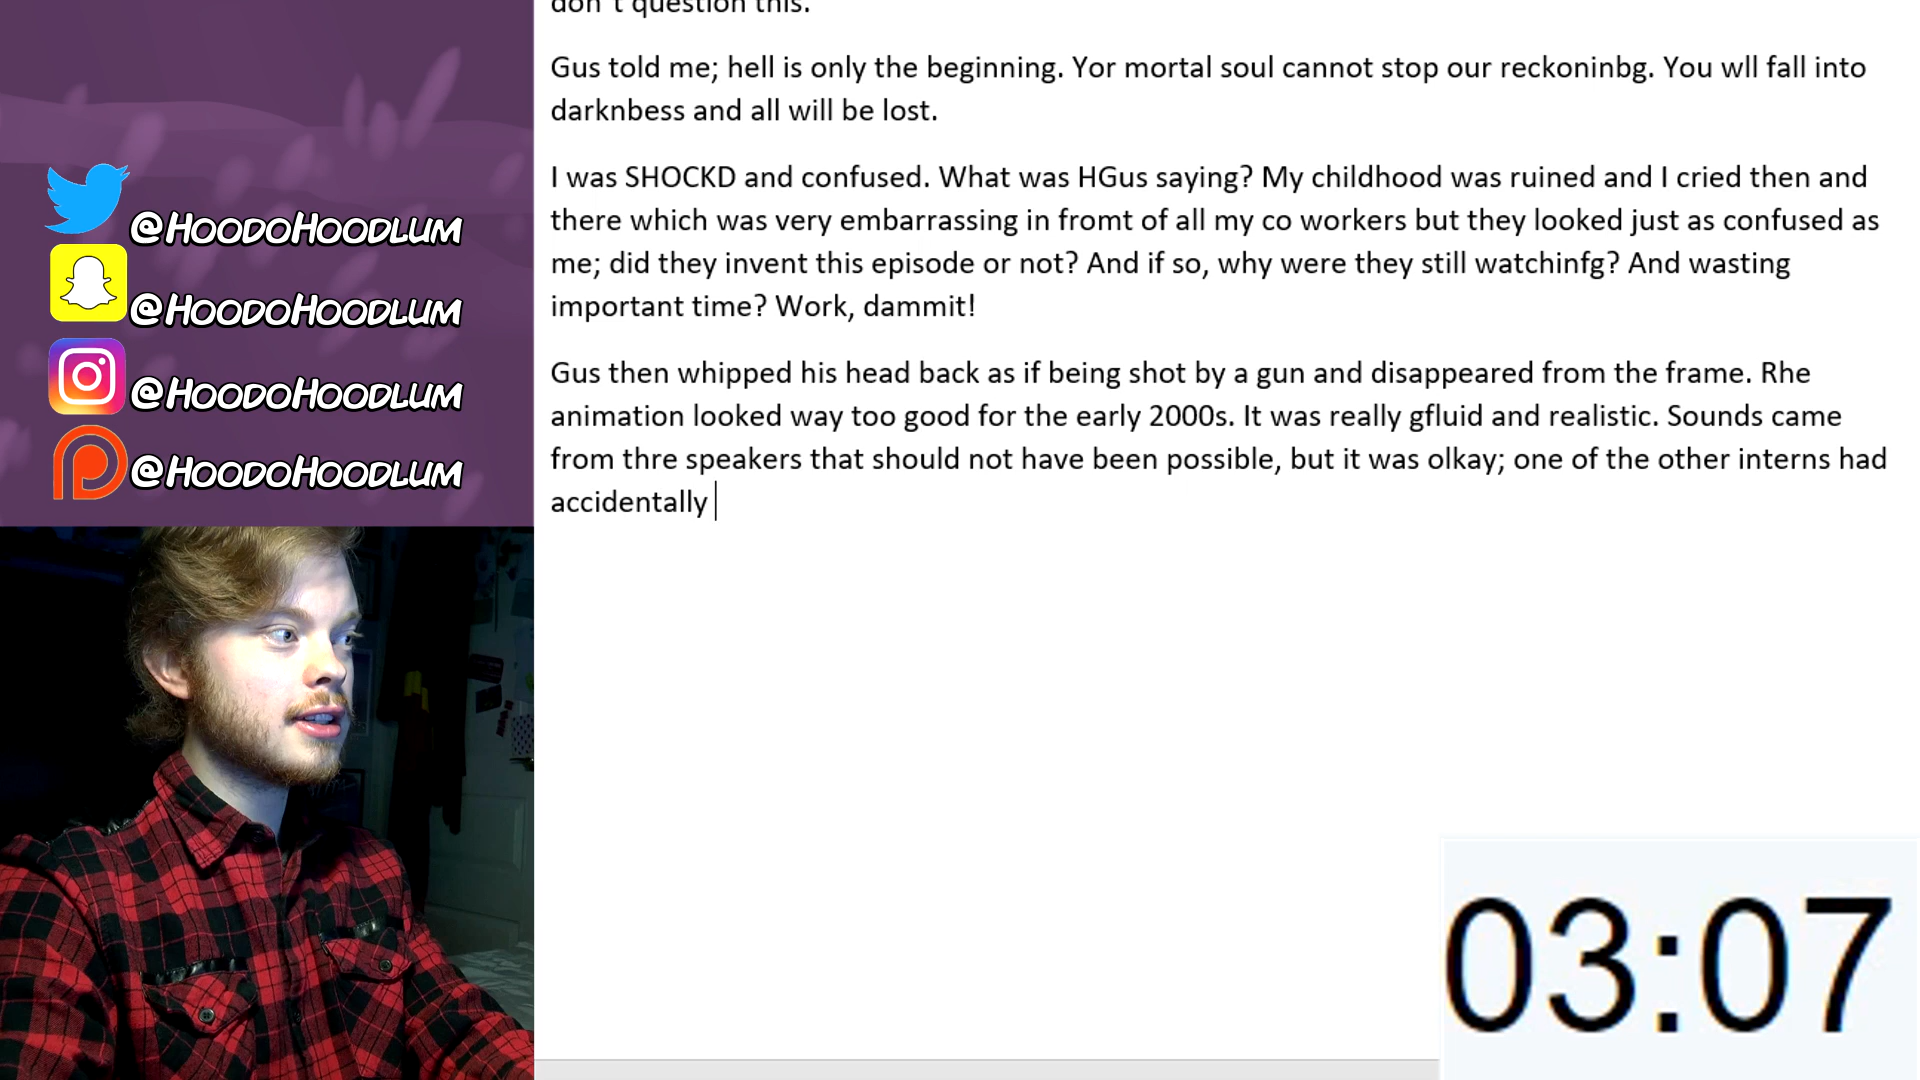 don't question this.
Gus told me; hell is only the beginning. Yor mortal soul cannot stop our reckoninbg. You wll fall into
darknbess and all will be lost.
I was SHOCKD and confused. What was HGus saying? My childhood was ruined and I cried then and
there which was very embarrassing in fromt of all my co workers but they looked just as confused as
me; did they invent this episode or not? And if so, why were they still watchinfg? And wasting
important time? Work, dammit!
Gus then whipped his head back as if being shot by a gun and disappeared from the frame. Rhe
animation looked way too good for the early 2000s. It was really gfluid and realistic. Sounds came
from thre speakers that should not have been possible, but it was olkay; one of the other interns had
accidentally
@HOODOHOODLUM
@HOODOHOODLUM
@HOODOHOODLUM
@HOODOHOODLUM
03:07